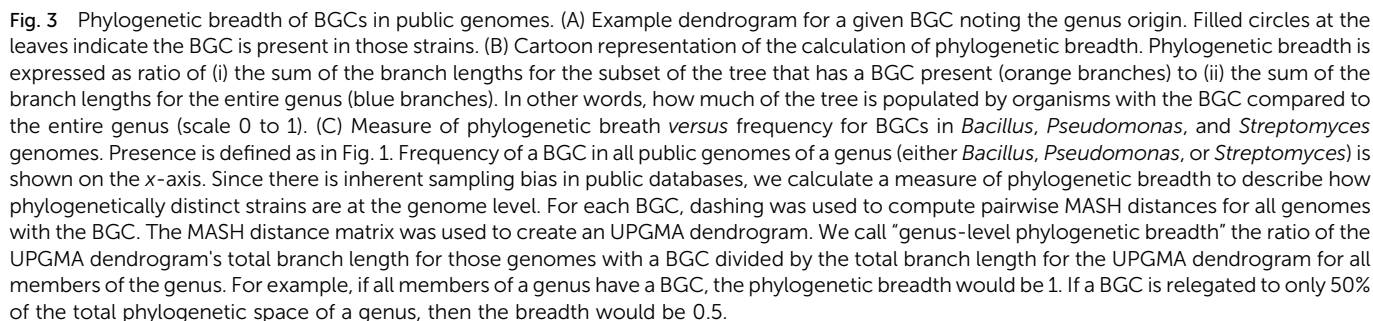 Fig. 3 Phylogenetic breadth of BGCs in public genomes. (A) Example dendrogram for a given BGC noting the genus origin. Filled circles at the
leaves indicate the BGC is present in those strains. (B) Cartoon representation of the calculation of phylogenetic breadth. Phylogenetic breadth is
expressed as ratio of (i) the sum of the branch lengths for the subset of the tree that has a BGC present (orange branches) to (ii) the sum of the
branch lengths for the entire genus (blue branches). In other words, how much of the tree is populated by organisms with the BGC compared to
the entire genus (scale 0 to 1). (C) Measure of phylogenetic breath versus frequency for BGCs in Bacillus, Pseudomonas, and Streptomyces
genomes. Presence is defined as in Fig. 1. Frequency of a BGC in all public genomes of a genus (either Bacillus, Pseudomonas, or Streptomyces) is
shown on the x-axis. Since there is inherent sampling bias in public databases, we calculate a measure of phylogenetic breadth to describe how
phylogenetically distinct strains are at the genome level. For each BGC, dashing was used to compute pairwise MASH distances for all genomes
with the BGC. The MASH distance matrix was used to create an UPGMA dendrogram. We call "genus-level phylogenetic breadth" the ratio of the
UPGMA dendrogram's total branch length for those genomes with a BGC divided by the total branch length for the UPGMA dendrogram for all
members of the genus. For example, if all members of a genus have a BGC, the phylogenetic breadth would be 1. If a BGC is relegated to only 50%
of the total phylogenetic space of a genus, then the breadth would be 0.5.